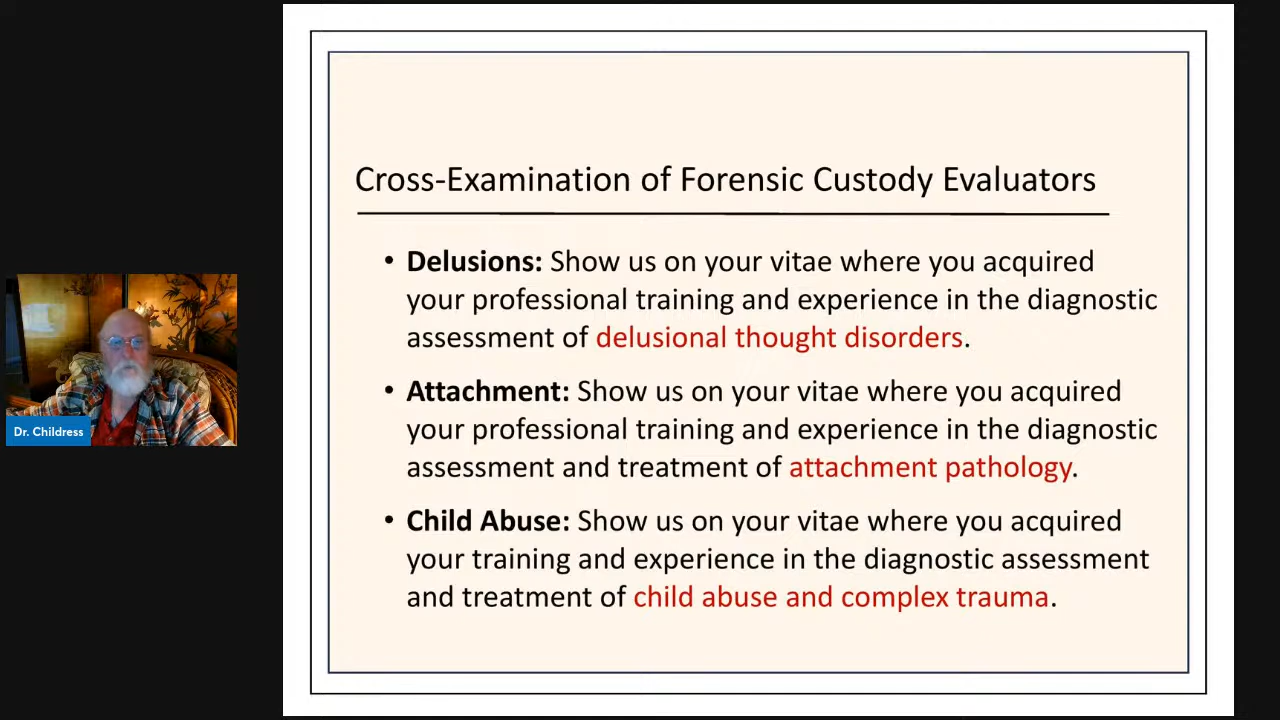 Cross-Examination of Forensic Custody Evaluators
• Delusions: Show us on your vitae where you acquired
your professional training and experience in the diagnostic
assessment of delusional thought disorders.
• Attachment: Show us on your vitae where you acquired
your professional training and experience in the diagnostic
assessment and treatment of attachment pathology.
• Child Abuse: Show us on your vitae where you acquired
your training and experience in the diagnostic assessment
and treatment of child abuse and complex trauma.
Dr. Childress